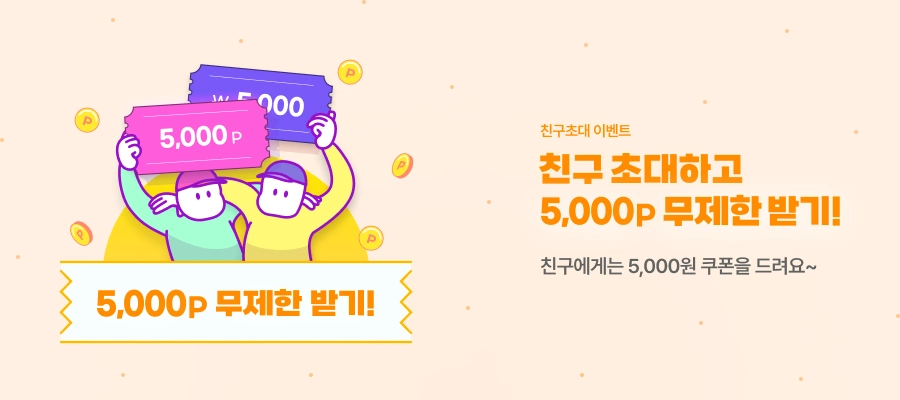 ₩ 5,000
5,000 P
5,000P 무제한 받기!
친구초대 이벤트
친구 초대하고
5,000P 무제한 받기!
친구에게는 5,000원 쿠폰을 드려요~
P
P
P
P
P